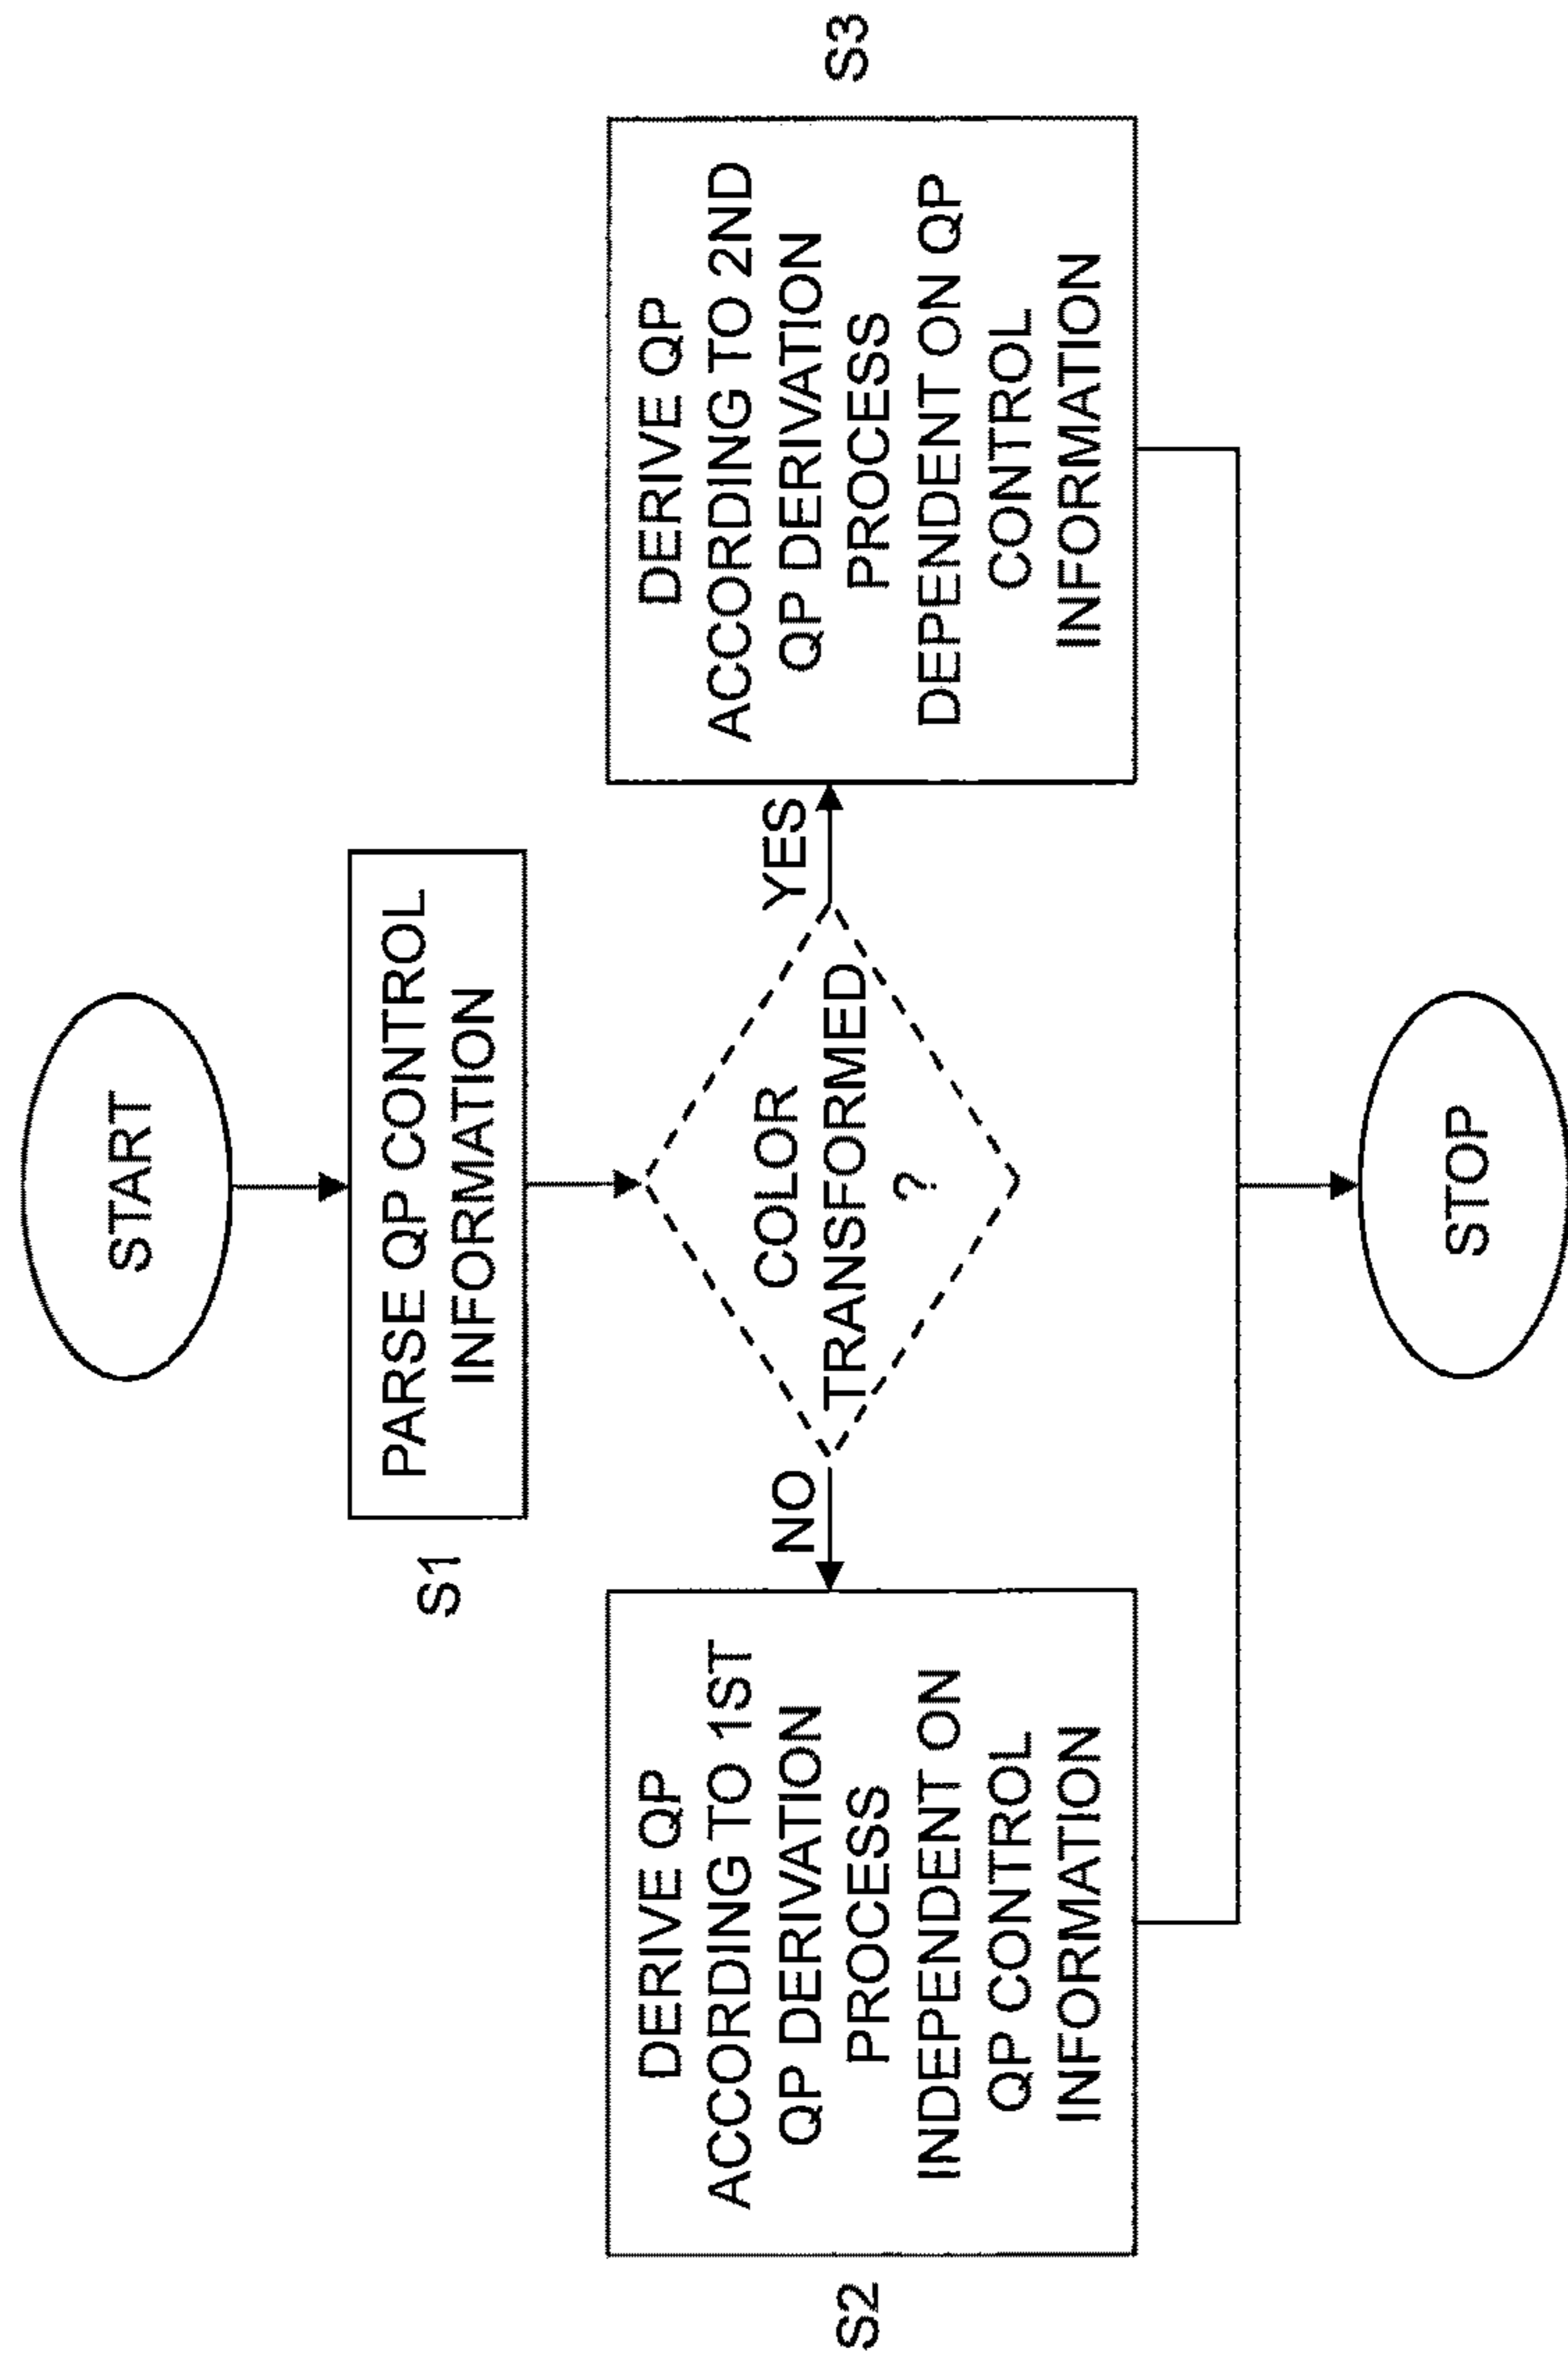 START
S1
PARSE QP CONTROL
INFORMATION
COLOR
TRANSFORMED
?
NO
YES
S2
DERIVE QP
ACCORDING TO 1ST
QP DERIVATION
PROCESS
INDEPENDENT ON
QP CONTROL
INFORMATION
DERIVE QP
ACCORDING TO 2ND
QP DERIVATION
PROCESS
DEPENDENT ON QP
CONTROL
INFORMATION
S3
STOP